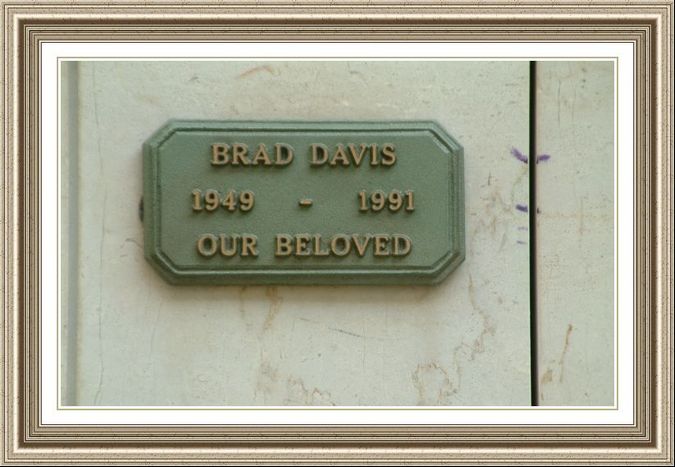 BRAD DAVIS
1949 - 1991
OUR BELOVED